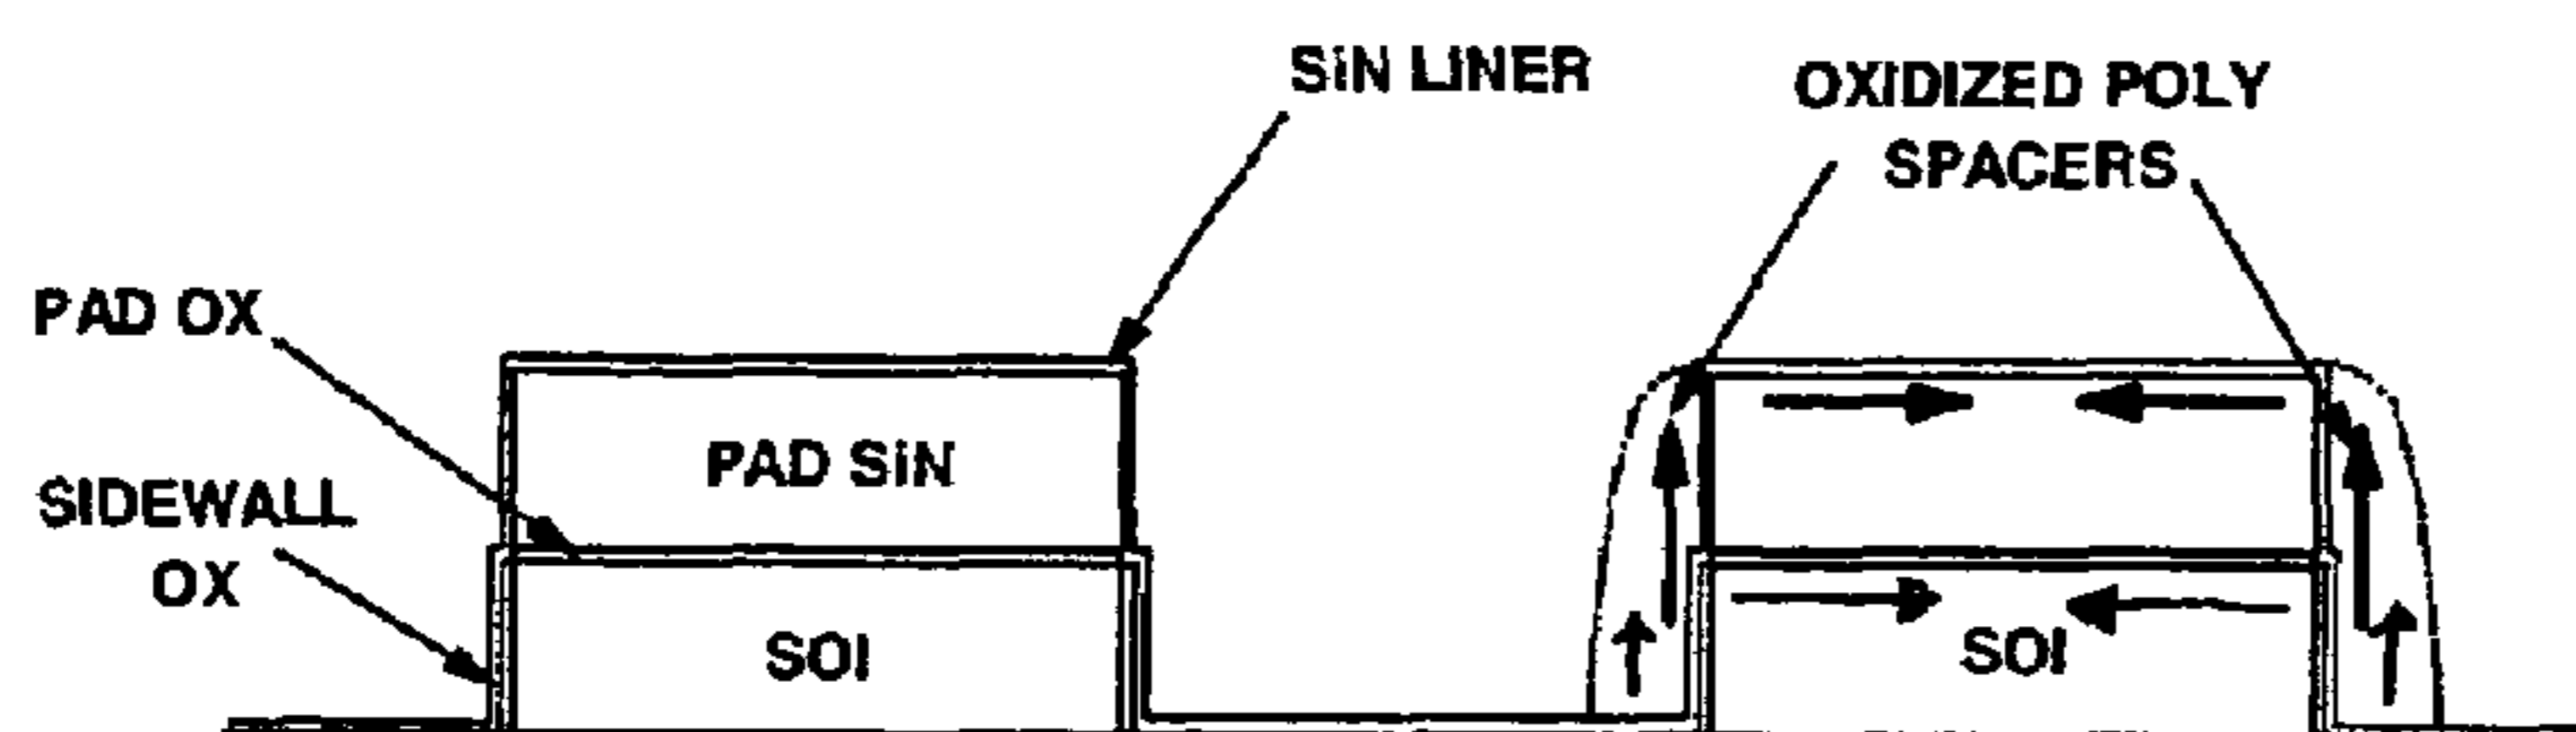 SiN LINER
OXIDIZED POLY
SPACERS
PAD OX
PAD SiN
SIDEWALL
OX
SOI
SOI